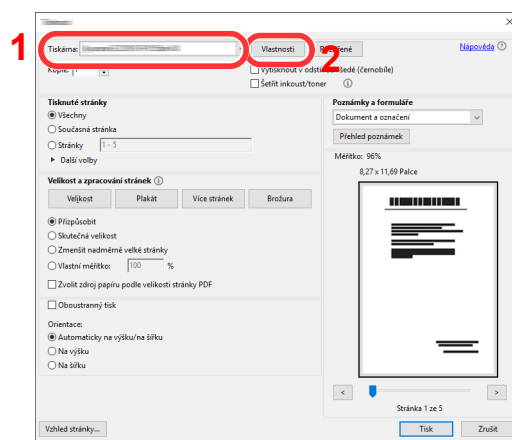 1
2
Tiskárna:
Vlastnosti
Nápověda
Kopie:
Vytisknout v odstí šedé (černobíle)
Šetřit inkoust/toner
Tisknuté stránky
Všechny
Současná stránka
Stránky 1 - 5
Další volby
Velikost a zpracování stránek
Velikost Plakát Více stránek Brožura
Přizpůsobit
Skutečná velikost
Zmenšit nadměrně velké stránky
Vlastní měřítko: 100 %
Zvolit zdroj papíru podle velikosti stránky PDF
Oboustranný tisk
Orientace:
Automaticky na výšku/na šířku
Na výšku
Na šířku
Poznámky a formuláře
Dokument a označení
Přehled poznámek
Měřítko: 96%
8,27 x 11,69 Palce
< >
Stránka 1 ze 5
Vzhled stránky...
Tisk Zrušit